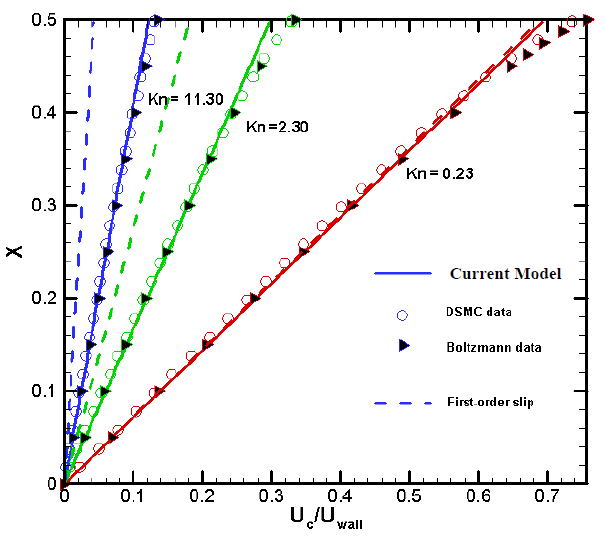 0.5
0.4
0.3
0.2
0.1
0
X
Kn = 11.30
Kn = 2.30
Kn = 0.23
Current Model
DSMC data
Boltzmann data
First-order slip
0 0.1 0.2 0.3 0.4 0.5 0.6 0.7
Uc/Uwall